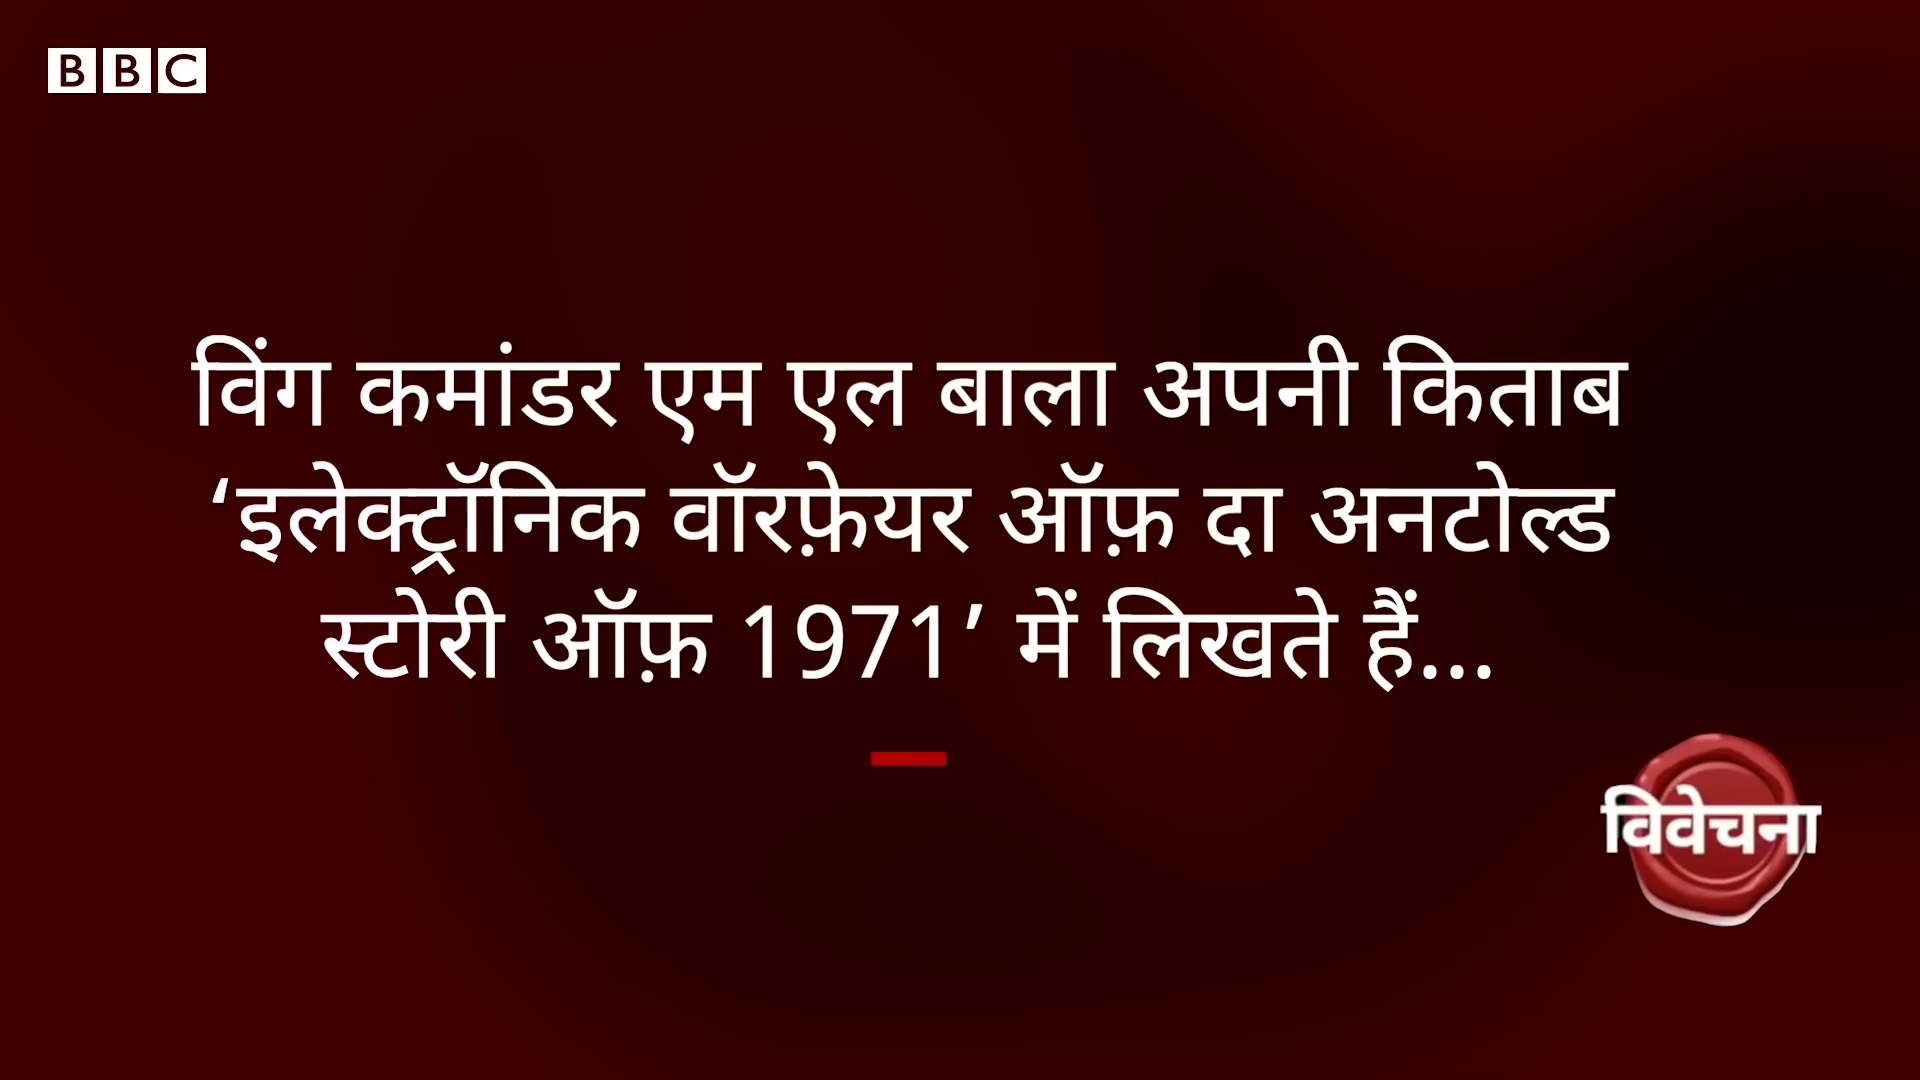 BBC
विंग कमांडर एम एल बाला अपनी किताब
‘इलेक्ट्रॉनिक वॉरफ़ेयर ऑफ़ दा अनटोल्ड
स्टोरी ऑफ़ 1971’ में लिखते हैं...
विवेचना